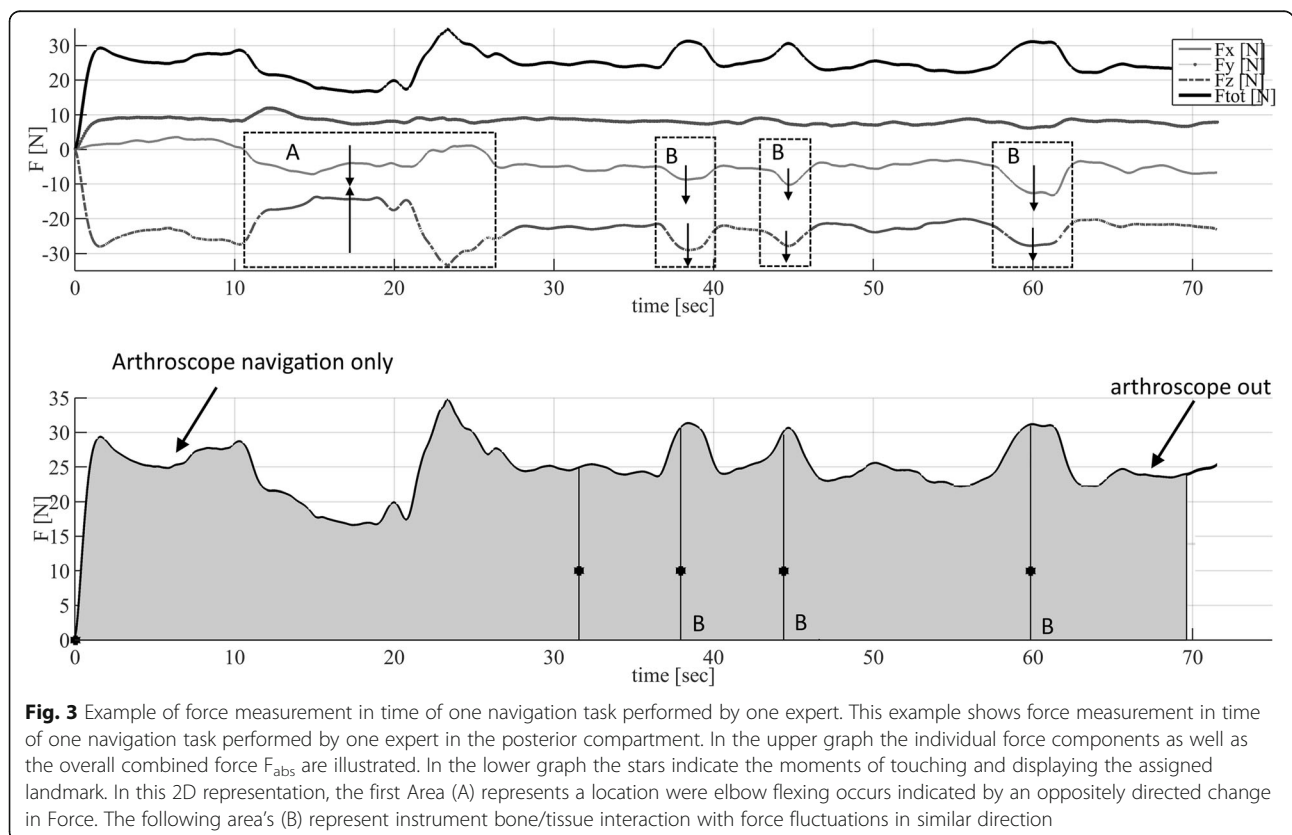 30
20
10
0
-10
-20
-30
F [N]
A
B
B
B
Fx [N]
Fy [N]
Fz [N]
Ftot [N]
0 10 20 30 40 50 60 70
time [sec]
Arthroscope navigation only
arthroscope out
35
30
25
20
15
10
5
0
F [N]
B
B
B
0 10 20 30 40 50 60 70
time [sec]
Fig. 3 Example of force measurement in time of one navigation task performed by one expert. This example shows force measurement in time
of one navigation task performed by one expert in the posterior compartment. In the upper graph the individual force components as well as
the overall combined force Fabs are illustrated. In the lower graph the stars indicate the moments of touching and displaying the assigned
landmark. In this 2D representation, the first Area (A) represents a location were elbow flexing occurs indicated by an oppositely directed change
in Force. The following area's (B) represent instrument bone/tissue interaction with force fluctuations in similar direction